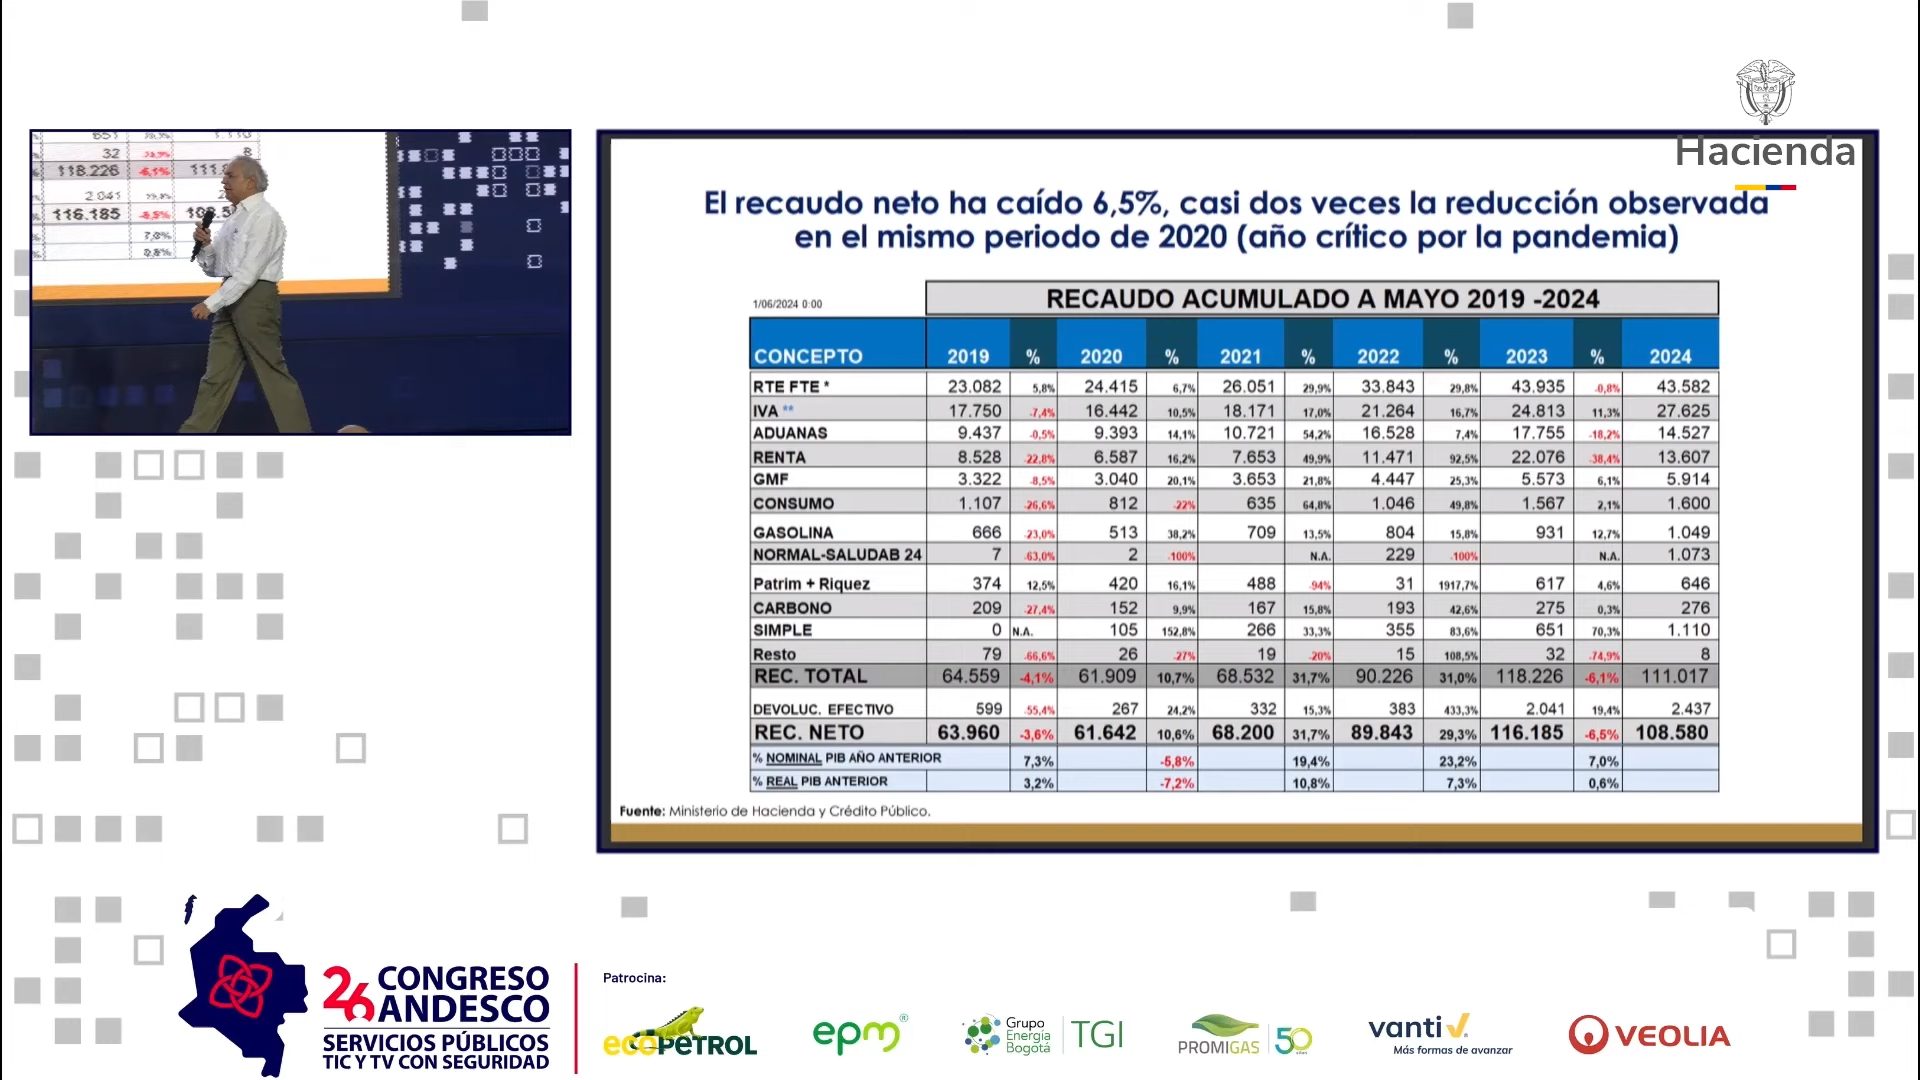 Hacienda
El recaudo neto ha caído 6,5%, casi dos veces la reducción observada
en el mismo periodo de 2020 (año crítico por la pandemia)
1/06/2024 0:00
RECAUDO ACUMULADO A MAYO 2019 -2024
CONCEPTO 2019 % 2020 % 2021 % 2022 % 2023 % 2024
RTE FTE * 23.082 5,8% 24.415 6,7% 26.051 29,9% 33.843 29,8% 43.935 -0,8% 43.582
IVA ** 17.750 -7,4% 16.442 10,5% 18.171 17,0% 21.264 16,7% 24.813 11,3% 27.625
ADUANAS 9.437 -0,5% 9.393 14,1% 10.721 54,2% 16.528 7,4% 17.755 -18,2% 14.527
RENTA 8.528 -22,8% 6.587 16,2% 7.653 49,9% 11.471 92,5% 22.076 -38,4% 13.607
GMF 3.322 -8,5% 3.040 20,1% 3.653 21,8% 4.447 25,3% 5.573 6,1% 5.914
CONSUMO 1.107 -26,6% 812 -22% 635 64,8% 1.046 49,8% 1.567 2,1% 1.600
GASOLINA 666 -23,0% 513 38,2% 709 13,5% 804 15,8% 931 12,7% 1.049
NORMAL-SALUDAB 24 7 -63,0% 2 -100% N.A. 229 -100% N.A. 1.073
Patrim + Riquez 374 12,5% 420 16,1% 488 -94% 31 1917,7% 617 4,6% 646
CARBONO 209 -27,4% 152 9,9% 167 15,8% 193 42,6% 275 0,3% 276
SIMPLE 0 N.A. 105 152,8% 266 33,3% 355 83,6% 651 70,3% 1.110
Resto 79 -66,6% 26 -27% 19 -20% 15 108,5% 32 -74,9% 8
REC. TOTAL 64.559 -4,1% 61.909 10,7% 68.532 31,7% 90.226 31,0% 118.226 -6,1% 111.017
DEVOLUC. EFECTIVO 599 -55,4% 267 24,2% 332 15,3% 383 433,3% 2.041 19,4% 2.437
REC. NETO 63.960 -3,6% 61.642 10,6% 68.200 31,7% 89.843 29,3% 116.185 -6,5% 108.580
% NOMINAL PIB AÑO ANTERIOR 7,3% -5,8% 19,4% 23,2% 7,0%
% REAL PIB ANTERIOR 3,2% -7,2% 10,8% 7,3% 0,6%
Fuente: Ministerio de Hacienda y Crédito Público.
32
118.226 -6,1%
2.041
116.185 -6,5%
7,0%
0,6%
26 CONGRESO
ANDESCO
SERVICIOS PÚBLICOS
TIC Y TV CON SEGURIDAD
Patrocina:
ecoPETROL
epm®
Grupo
Energía
Bogotá
TGI
PROMIGAS
50
años
vanti
Más formas de avanzar
VEOLIA